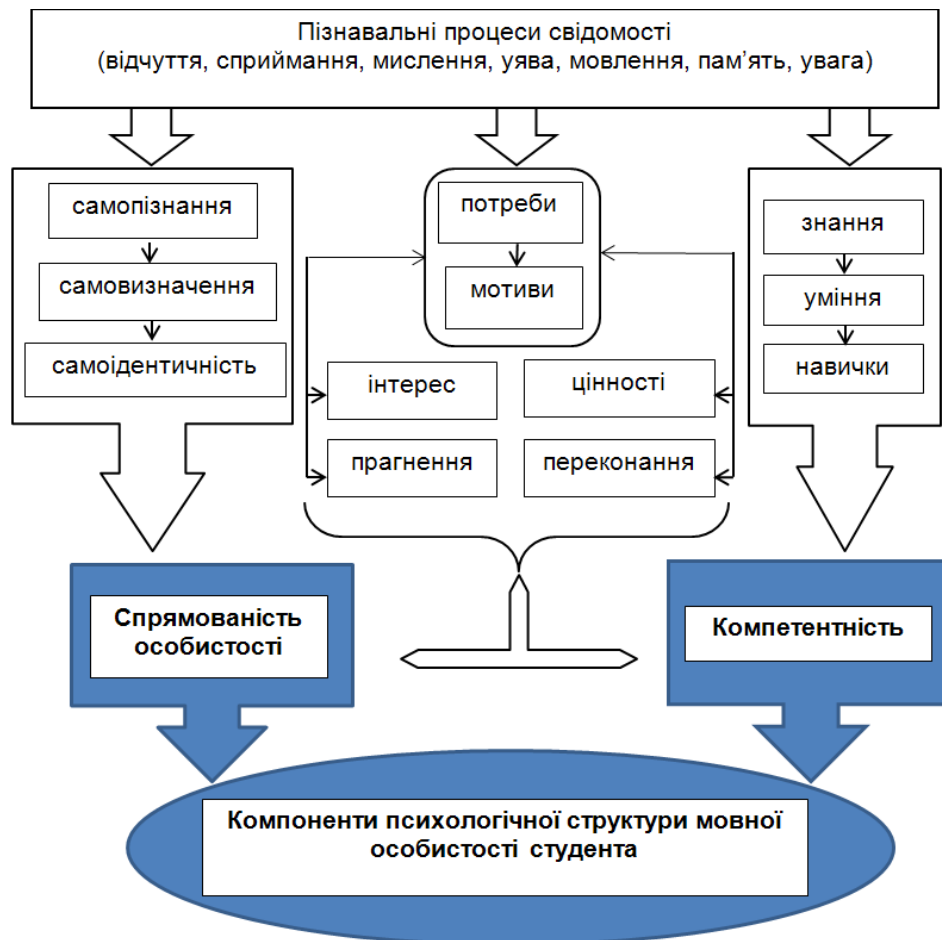 Пізнавальні процеси свідомості
(відчуття, сприймання, мислення, уява, мовлення, пам’ять, увага)
самопізнання
самовизначення
самоідентичність
потреби
мотиви
інтерес
прагнення
цінності
переконання
знання
уміння
навички
Спрямованість
особистості
Компетентність
Компоненти психологічної структури мовної
особистості студента